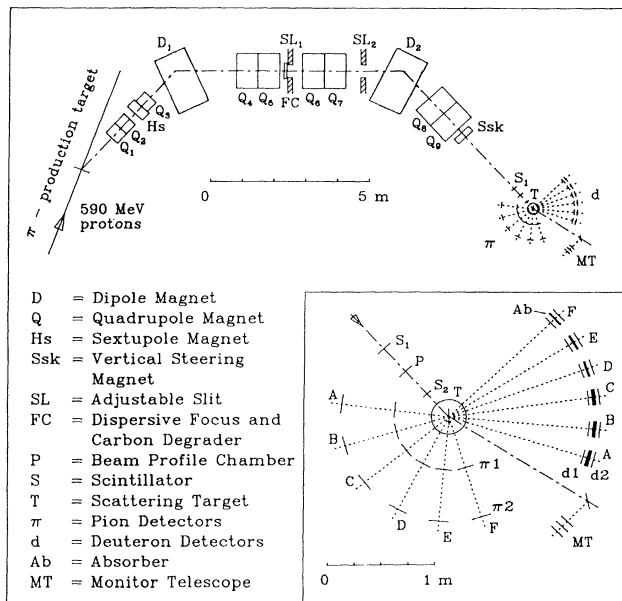 D₁
SL₁
SL₂
D₂
Q₄ Q₅ FC Q₆ Q₇
Q₃
Hs
Q₂
Q₁
Q₈
Q₉
Ssk
π - production target
590 MeV
protons
0 5 m
S₁
T
d
π
MT
D = Dipole Magnet
Q = Quadrupole Magnet
Hs = Sextupole Magnet
Ssk = Vertical Steering
Magnet
SL = Adjustable Slit
FC = Dispersive Focus and
Carbon Degrader
P = Beam Profile Chamber
S = Scintillator
T = Scattering Target
π = Pion Detectors
d = Deuteron Detectors
Ab = Absorber
MT = Monitor Telescope
Ab
F
E
D
C
B
A
d1 d2
S₁
P
S₂ T
A
B
C
D
E
F
π1
π2
MT
0 1 m